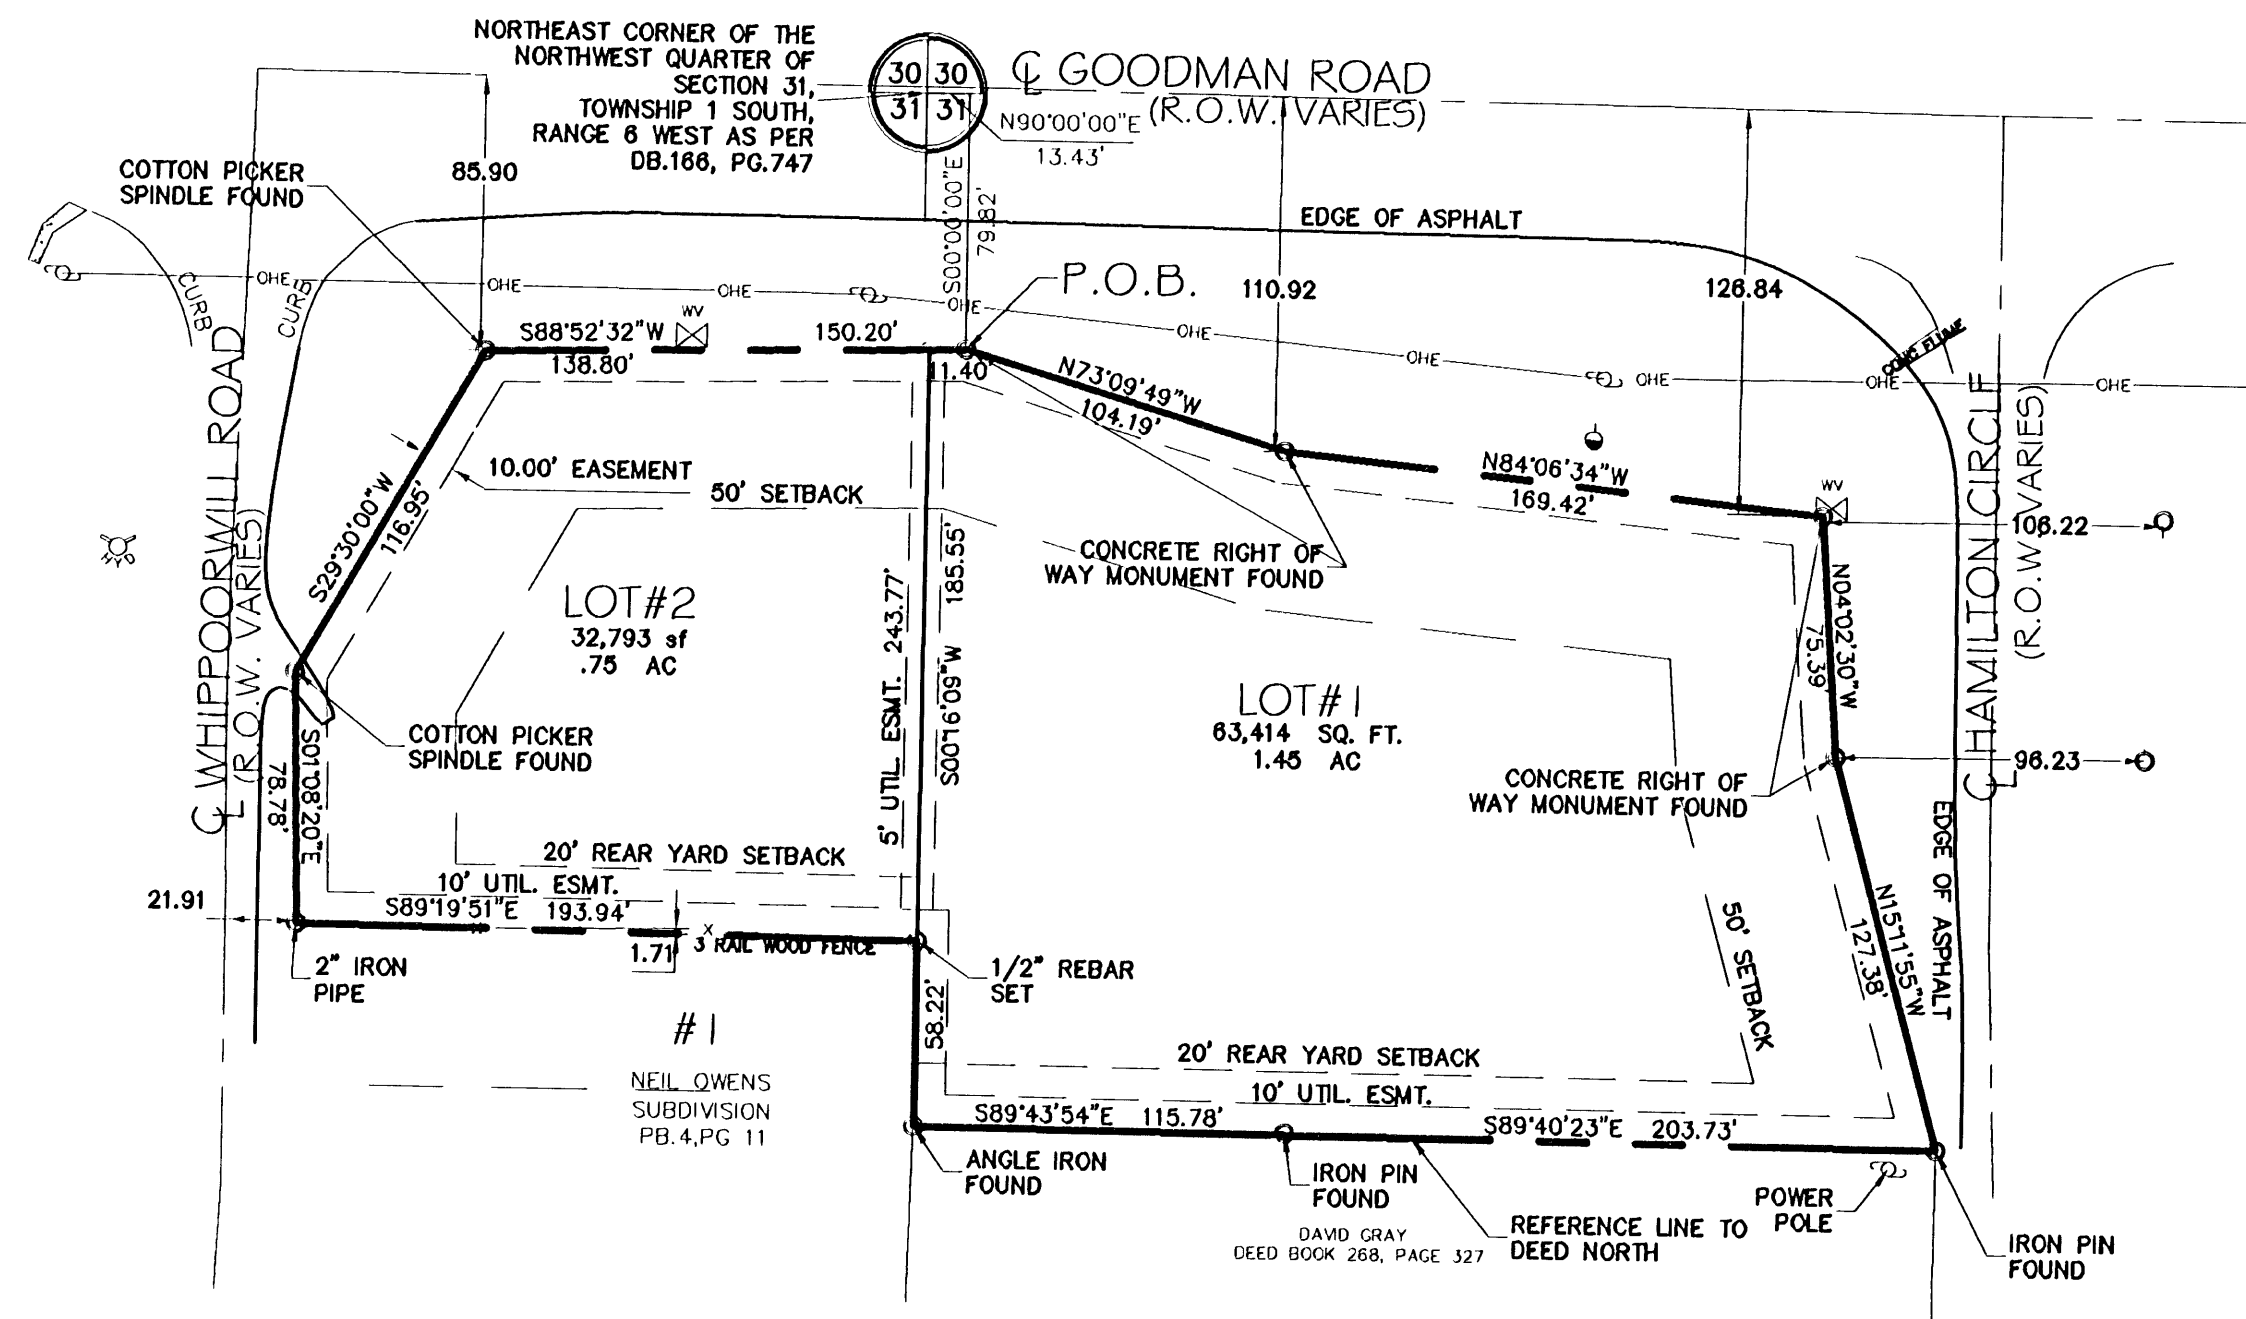 NORTHEAST CORNER OF THE
NORTHWEST QUARTER OF
SECTION 31,
TOWNSHIP 1 SOUTH,
RANGE 6 WEST AS PER
DB.166, PG.747
30 30
31 31
℄ GOODMAN ROAD
(R.O.W. VARIES)
N90°00'00"E
13.43'
COTTON PICKER
SPINDLE FOUND
85.90
S00°00'00"E
79.82'
EDGE OF ASPHALT
CURB
CURB
OHE
OHE
OHE
OHE
OHE
OHE
OHE
OHE
OHE
P.O.B.
110.92
126.84
CONC FLUME
WV
S88°52'32"W
150.20'
138.80'
11.40'
N73°09'49"W
104.19'
N84°06'34"W
169.42'
WV
106.22
10.00' EASEMENT
50' SETBACK
S29°30'00"W
116.95'
HYD
℄ WHIPPOORWILL ROAD
(R.O.W. VARIES)
CONCRETE RIGHT OF
WAY MONUMENT FOUND
LOT#2
32,793 sf
.75 AC
5' UTIL ESMT. 243.77'
S00°16'09"W 185.55'
LOT#1
63,414 SQ. FT.
1.45 AC
N04°02'30"W
75.39'
℄ HAMILTON CIRCLE
(R.O.W. VARIES)
COTTON PICKER
SPINDLE FOUND
S01°08'20"E
78.78'
CONCRETE RIGHT OF
WAY MONUMENT FOUND
96.23
EDGE OF ASPHALT
20' REAR YARD SETBACK
10' UTIL. ESMT.
S89°19'51"E 193.94'
21.91
1.71
X
3 RAIL WOOD FENCE
2" IRON
PIPE
1/2" REBAR
SET
58.22'
50' SETBACK
N15°11'55"W
127.38'
#1
NEIL OWENS
SUBDIVISION
PB.4,PG 11
20' REAR YARD SETBACK
10' UTIL. ESMT.
S89°43'54"E 115.78'
S89°40'23"E 203.73'
ANGLE IRON
FOUND
IRON PIN
FOUND
DAVID GRAY
DEED BOOK 268, PAGE 327
REFERENCE LINE TO
DEED NORTH
POWER
POLE
IRON PIN
FOUND